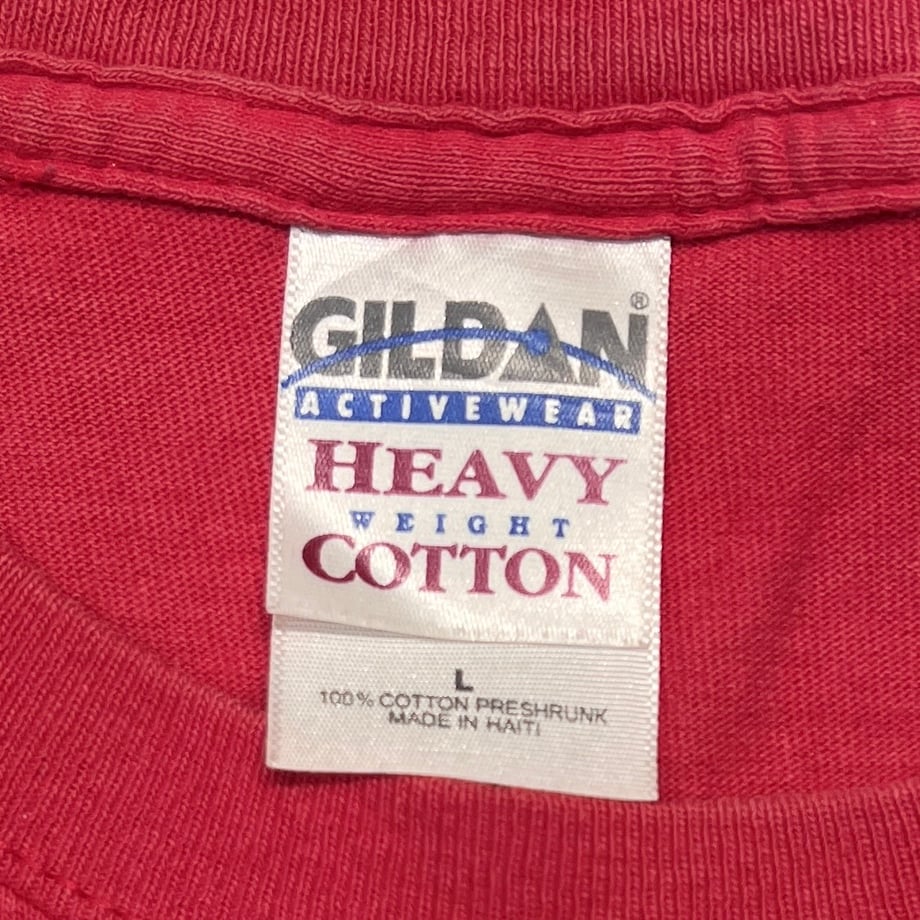 GILDAN®
ACTIVEWEAR
HEAVY
WEIGHT
COTTON
L
100% COTTON PRESHRUNK
MADE IN HAITI